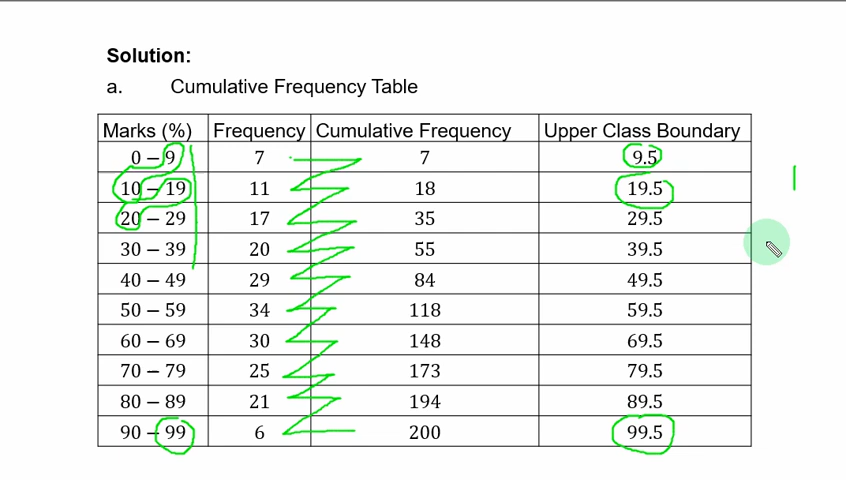 Solution:
a. Cumulative Frequency Table
Marks (%) Frequency Cumulative Frequency Upper Class Boundary
0 – 9 7 7 9.5
10 – 19 11 18 19.5
20 – 29 17 35 29.5
30 – 39 20 55 39.5
40 – 49 29 84 49.5
50 – 59 34 118 59.5
60 – 69 30 148 69.5
70 – 79 25 173 79.5
80 – 89 21 194 89.5
90 – 99 6 200 99.5